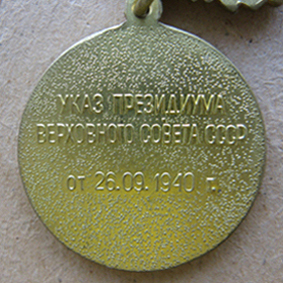 УКАЗ ПРЕЗИДИУМА
ВЕРХОВНОГО СОВЕТА СССР
от 26.09.1940 г.